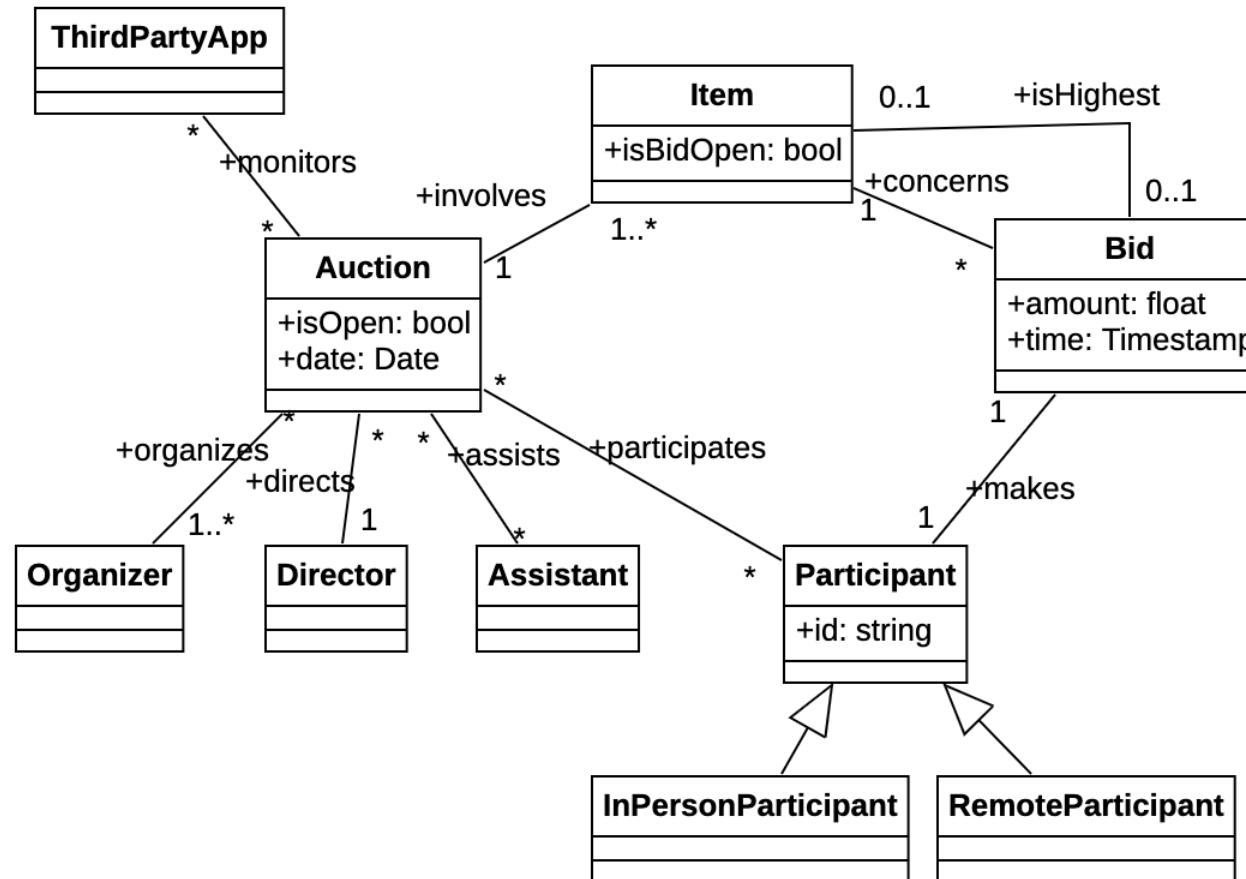 ThirdPartyApp
*
+monitors
*
Item
+isBidOpen: bool
0..1
+isHighest
0..1
+concerns
1
*
+involves
1..*
1
Auction
+isOpen: bool
+date: Date
Bid
+amount: float
+time: Timestamp
*
+organizes
1..*
*
+directs
1
*
+assists
*
*
+participates
*
1
+makes
1
Organizer
Director
Assistant
Participant
+id: string
InPersonParticipant
RemoteParticipant